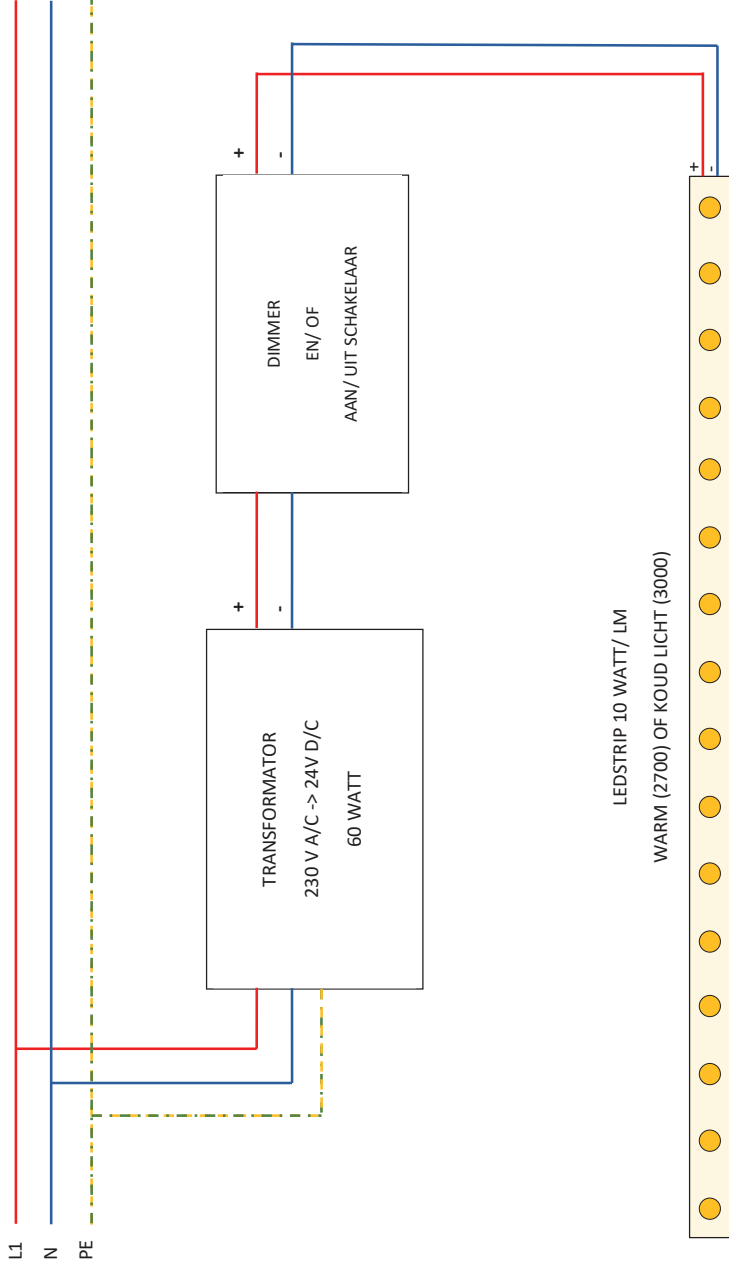 L1
N
PE
TRANSFORMATOR
230 V A/C -> 24V D/C
60 WATT
+
-
DIMMER
EN/ OF
AAN/ UIT SCHAKELAAR
+
-
LEDSTRIP 10 WATT/ LM
WARM (2700) OF KOUD LICHT (3000)
+
-